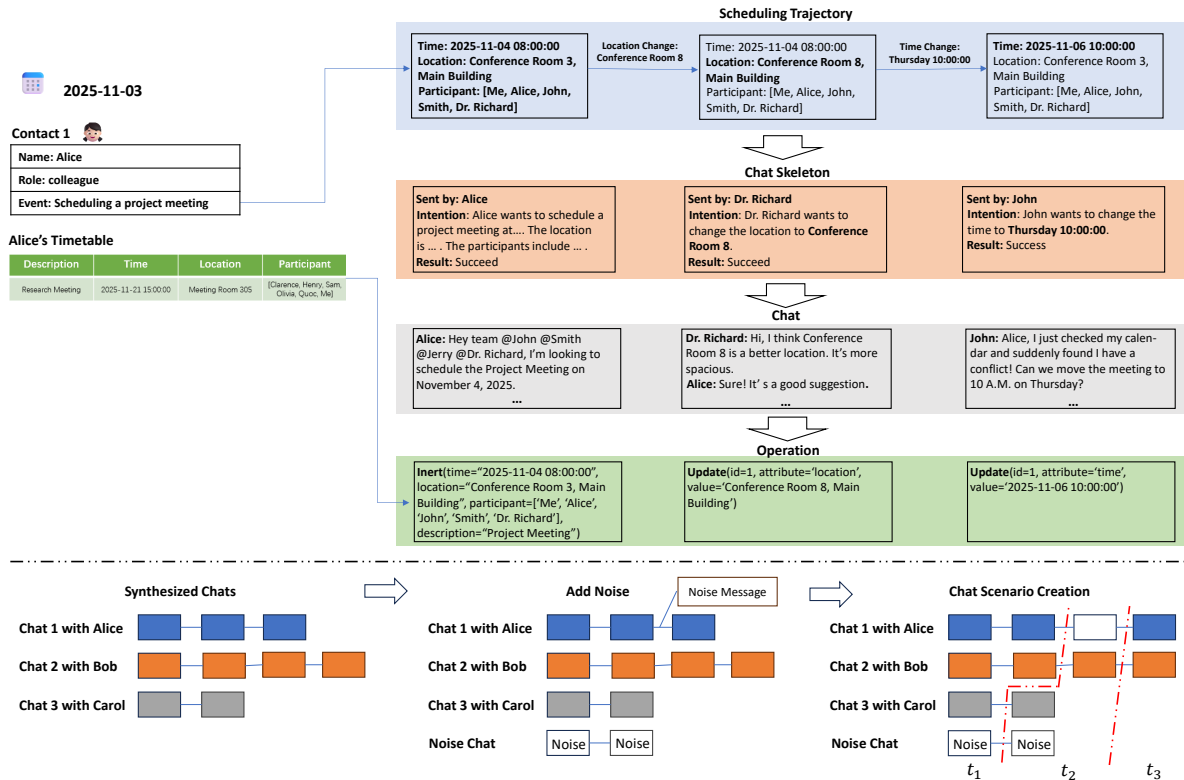 Scheduling Trajectory
2025-11-03
Contact 1
Name: Alice
Role: colleague
Event: Scheduling a project meeting
Alice's Timetable
Description Time Location Participant
Research Meeting 2025-11-21 15:00:00 Meeting Room 305 [Clarence, Henry, Sam,
Olivia, Quoc, Me]
Time: 2025-11-04 08:00:00
Location: Conference Room 3,
Main Building
Participant: [Me, Alice, John,
Smith, Dr. Richard]
Location Change:
Conference Room 8
Time: 2025-11-04 08:00:00
Location: Conference Room 8,
Main Building
Participant: [Me, Alice, John,
Smith, Dr. Richard]
Time Change:
Thursday 10:00:00
Time: 2025-11-06 10:00:00
Location: Conference Room 3,
Main Building
Participant: [Me, Alice, John,
Smith, Dr. Richard]
Chat Skeleton
Sent by: Alice
Intention: Alice wants to schedule a
project meeting at.... The location
is ... . The participants include ... .
Result: Succeed
Sent by: Dr. Richard
Intention: Dr. Richard wants to
change the location to Conference
Room 8.
Result: Succeed
Sent by: John
Intention: John wants to change the
time to Thursday 10:00:00.
Result: Success
Chat
Alice: Hey team @John @Smith
@Jerry @Dr. Richard, I'm looking to
schedule the Project Meeting on
November 4, 2025.
...
Dr. Richard: Hi, I think Conference
Room 8 is a better location. It's more
spacious.
Alice: Sure! It' s a good suggestion.
...
John: Alice, I just checked my calen-
dar and suddenly found I have a
conflict! Can we move the meeting to
10 A.M. on Thursday?
...
Operation
Inert(time="2025-11-04 08:00:00",
location="Conference Room 3, Main
Building", participant=['Me', 'Alice',
'John', 'Smith', 'Dr. Richard'],
description="Project Meeting")
Update(id=1, attribute='location',
value='Conference Room 8, Main
Building')
Update(id=1, attribute='time',
value='2025-11-06 10:00:00')
Synthesized Chats
Chat 1 with Alice
Chat 2 with Bob
Chat 3 with Carol
Add Noise
Noise Message
Chat 1 with Alice
Chat 2 with Bob
Chat 3 with Carol
Noise Chat
Noise
Noise
Chat Scenario Creation
Chat 1 with Alice
Chat 2 with Bob
Chat 3 with Carol
Noise Chat
Noise
Noise
t1
t2
t3